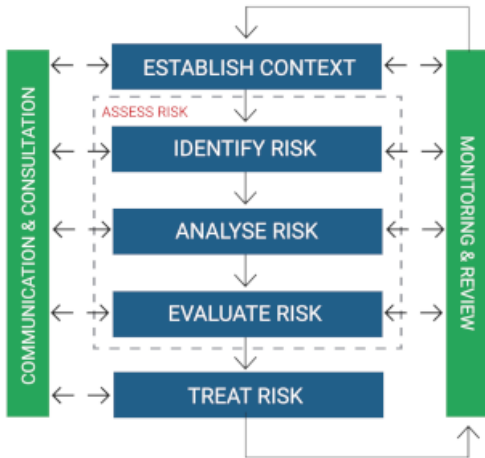 ESTABLISH CONTEXT
ASSESS RISK
IDENTIFY RISK
ANALYSE RISK
EVALUATE RISK
TREAT RISK
COMMUNICATION & CONSULTATION
MONITORING & REVIEW